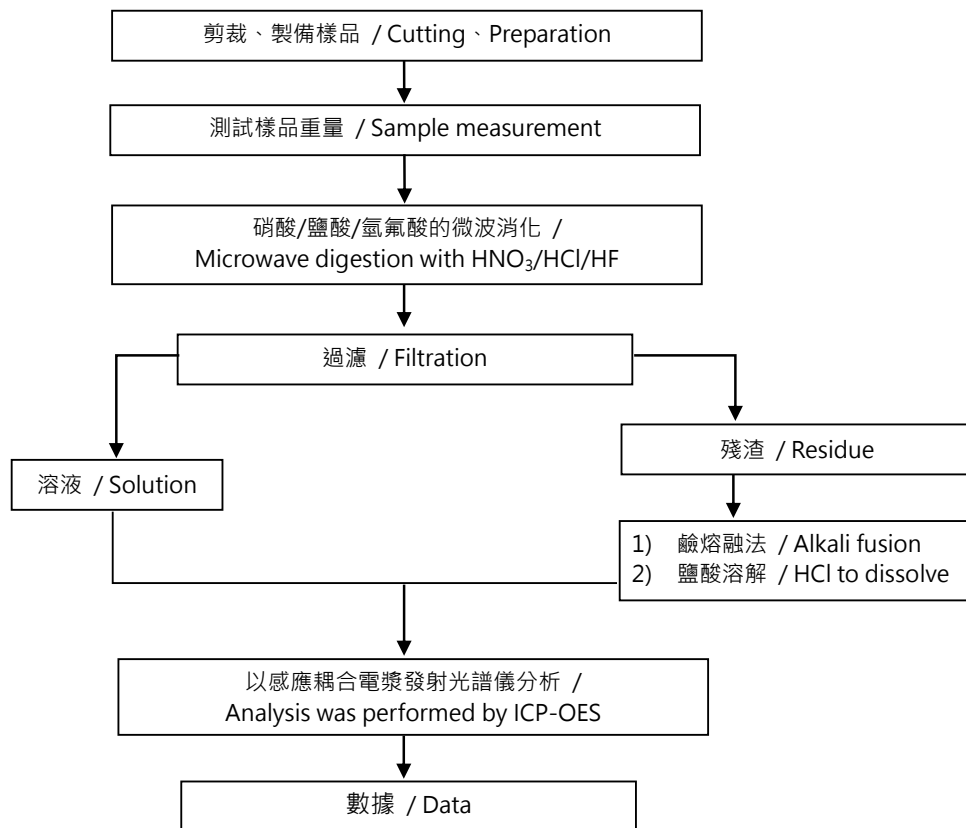 剪裁、製備樣品 / Cutting、Preparation
測試樣品重量 / Sample measurement
硝酸/鹽酸/氫氟酸的微波消化 /
Microwave digestion with HNO₃/HCl/HF
過濾 / Filtration
溶液 / Solution
殘渣 / Residue
1) 鹼熔融法 / Alkali fusion
2) 鹽酸溶解 / HCl to dissolve
以感應耦合電漿發射光譜儀分析 /
Analysis was performed by ICP-OES
數據 / Data